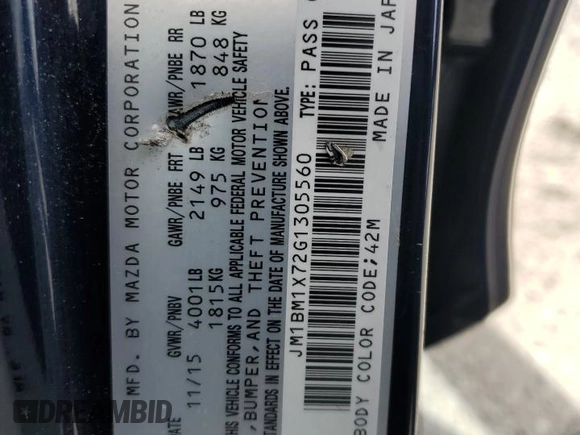 MFD. BY MAZDA MOTOR CORPORATION
GVWR/PNBV GAWR/PNBE FRT GAWR/PNBE RR
11/15 4001LB 2149 LB 1870 LB
1815KG 975 KG 848 KG
THIS VEHICLE CONFORMS TO ALL APPLICABLE FEDERAL MOTOR VEHICLE SAFETY
,BUMPER,AND THEFT PREVENTION
STANDARDS IN EFFECT ON THE DATE OF MANUFACTURE SHOWN ABOVE.
JM1BM1X72G1305560 TYPE: PASS
BODY COLOR CODE;42M MADE IN JAP
DREAMBID